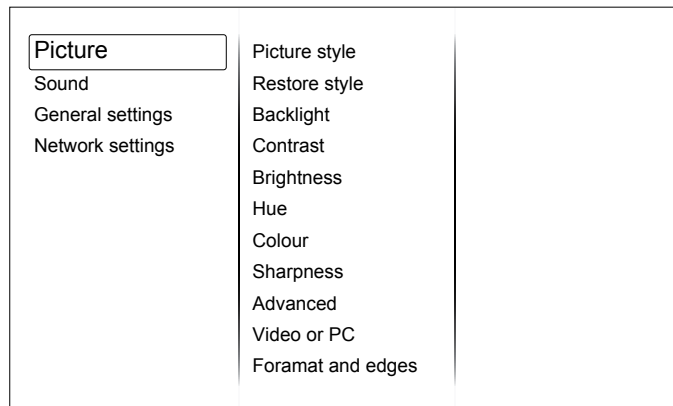 Picture
Sound
General settings
Network settings
Picture style
Restore style
Backlight
Contrast
Brightness
Hue
Colour
Sharpness
Advanced
Video or PC
Foramat and edges